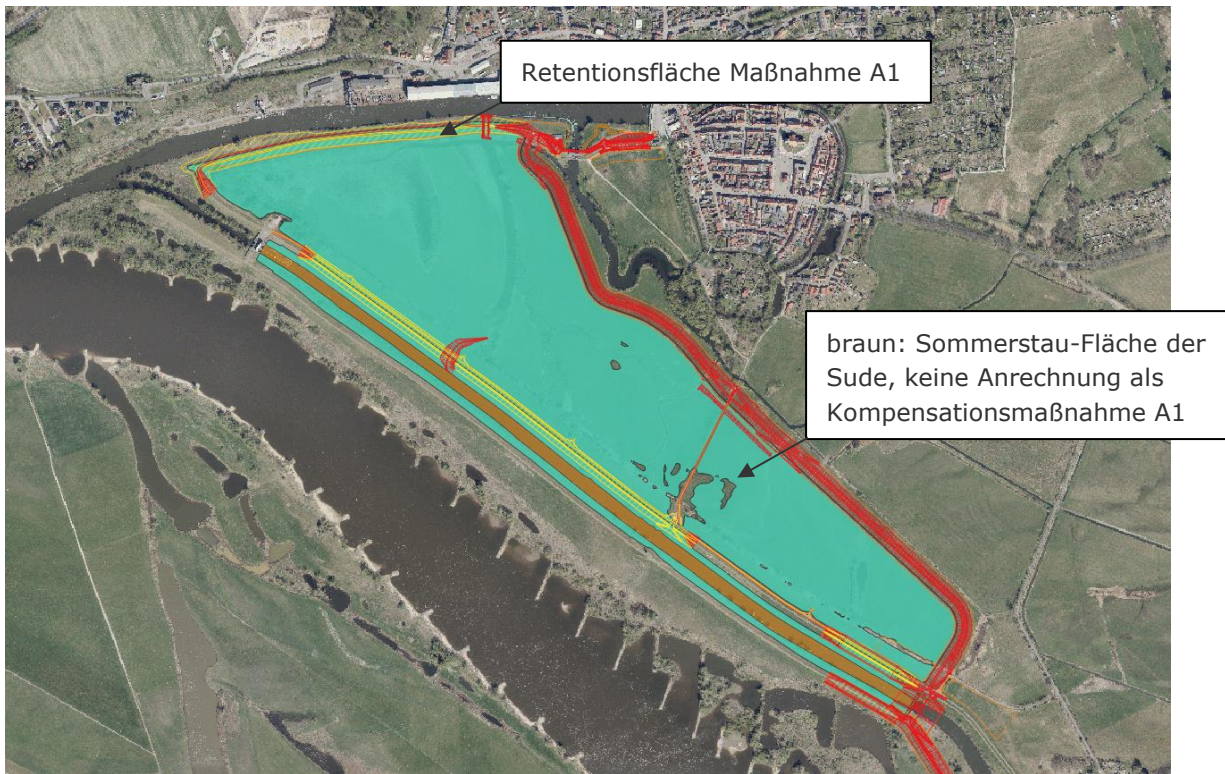 Retentionsfläche Maßnahme A1
braun: Sommerstau-Fläche der
Sude, keine Anrechnung als
Kompensationsmaßnahme A1